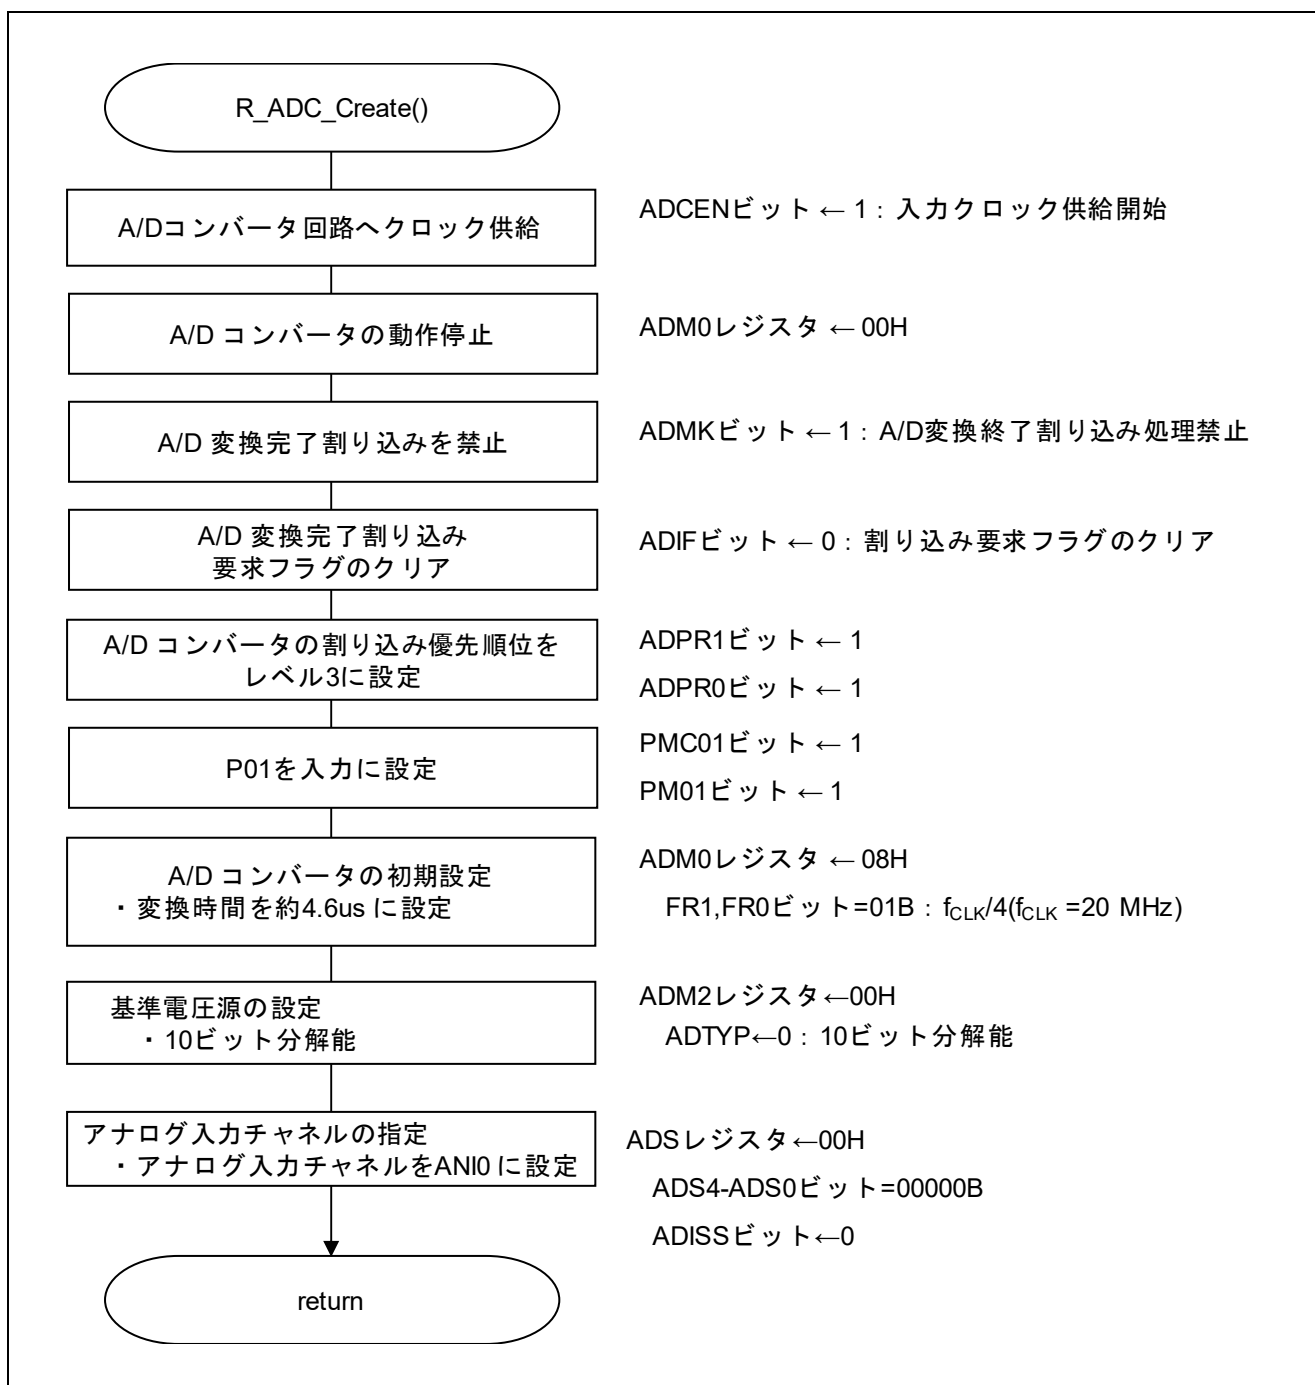 R_ADC_Create()
A/Dコンバータ回路へクロック供給
ADCENビット ← 1：入力クロック供給開始
A/D コンバータの動作停止
ADM0レジスタ ← 00H
A/D 変換完了割り込みを禁止
ADMKビット ← 1：A/D変換終了割り込み処理禁止
A/D 変換完了割り込み
要求フラグのクリア
ADIFビット ← 0：割り込み要求フラグのクリア
A/D コンバータの割り込み優先順位を
レベル3に設定
ADPR1ビット ← 1
ADPR0ビット ← 1
P01を入力に設定
PMC01ビット ← 1
PM01ビット ← 1
A/D コンバータの初期設定
・変換時間を約4.6us に設定
ADM0レジスタ ← 08H
FR1,FR0ビット=01B：fCLK/4(fCLK =20 MHz)
基準電圧源の設定
・10ビット分解能
ADM2レジスタ←00H
ADTYP←0：10ビット分解能
アナログ入力チャネルの指定
・アナログ入力チャネルをANI0 に設定
ADSレジスタ←00H
ADS4-ADS0ビット=00000B
ADISSビット←0
return